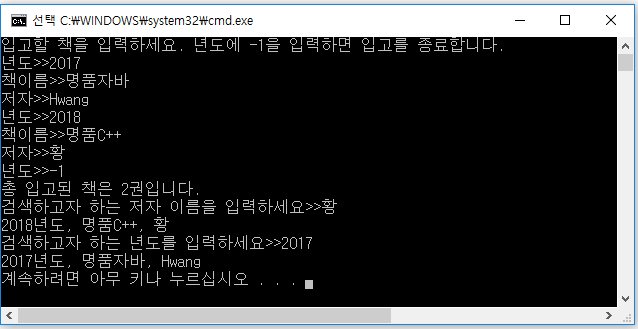 선택 C:\WINDOWS\system32\cmd.exe
입고할 책을 입력하세요. 년도에 -1을 입력하면 입고를 종료합니다.
년도>>2017
책이름>>명품자바
저자>>Hwang
년도>>2018
책이름>>명품C++
저자>>황
년도>>-1
총 입고된 책은 2권입니다.
검색하고자 하는 저자 이름을 입력하세요>>황
2018년도, 명품C++, 황
검색하고자 하는 년도를 입력하세요>>2017
2017년도, 명품자바, Hwang
계속하려면 아무 키나 누르십시오 . . .